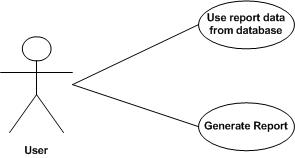 Use report data
from database
Generate Report
User